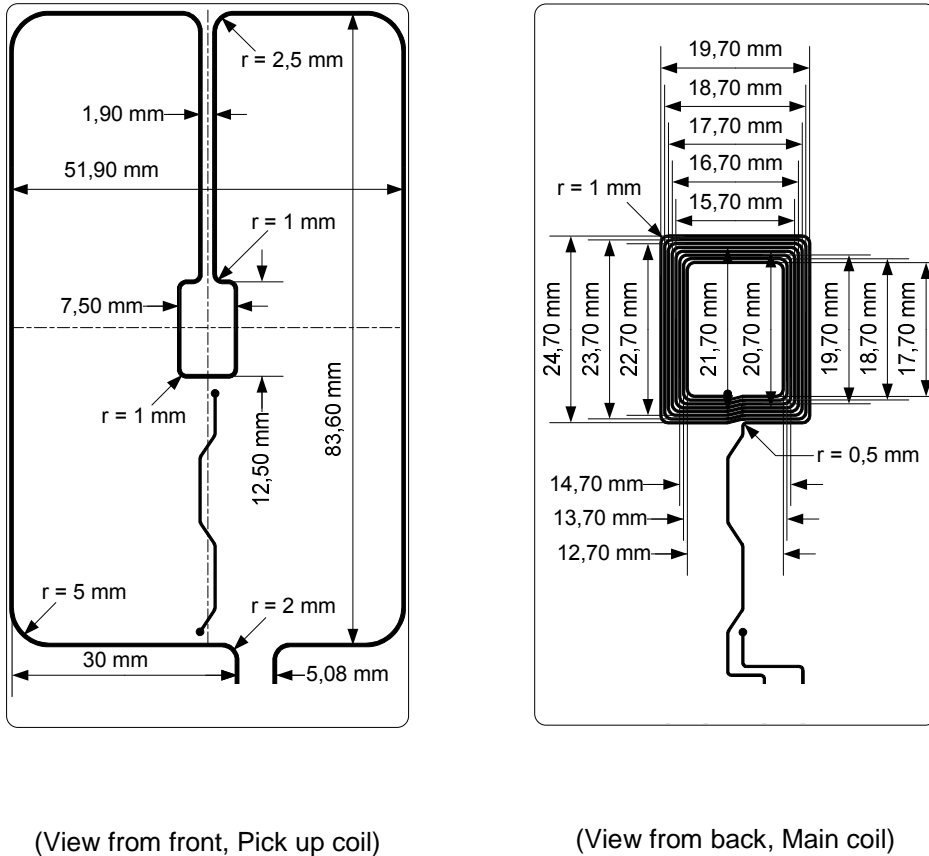 r = 2,5 mm
1,90 mm
51,90 mm
r = 1 mm
7,50 mm
r = 1 mm
12,50 mm
83,60 mm
r = 5 mm
r = 2 mm
30 mm
5,08 mm
(View from front, Pick up coil)
19,70 mm
18,70 mm
17,70 mm
16,70 mm
15,70 mm
r = 1 mm
24,70 mm
23,70 mm
22,70 mm
21,70 mm
20,70 mm
19,70 mm
18,70 mm
17,70 mm
r = 0,5 mm
14,70 mm
13,70 mm
12,70 mm
(View from back, Main coil)